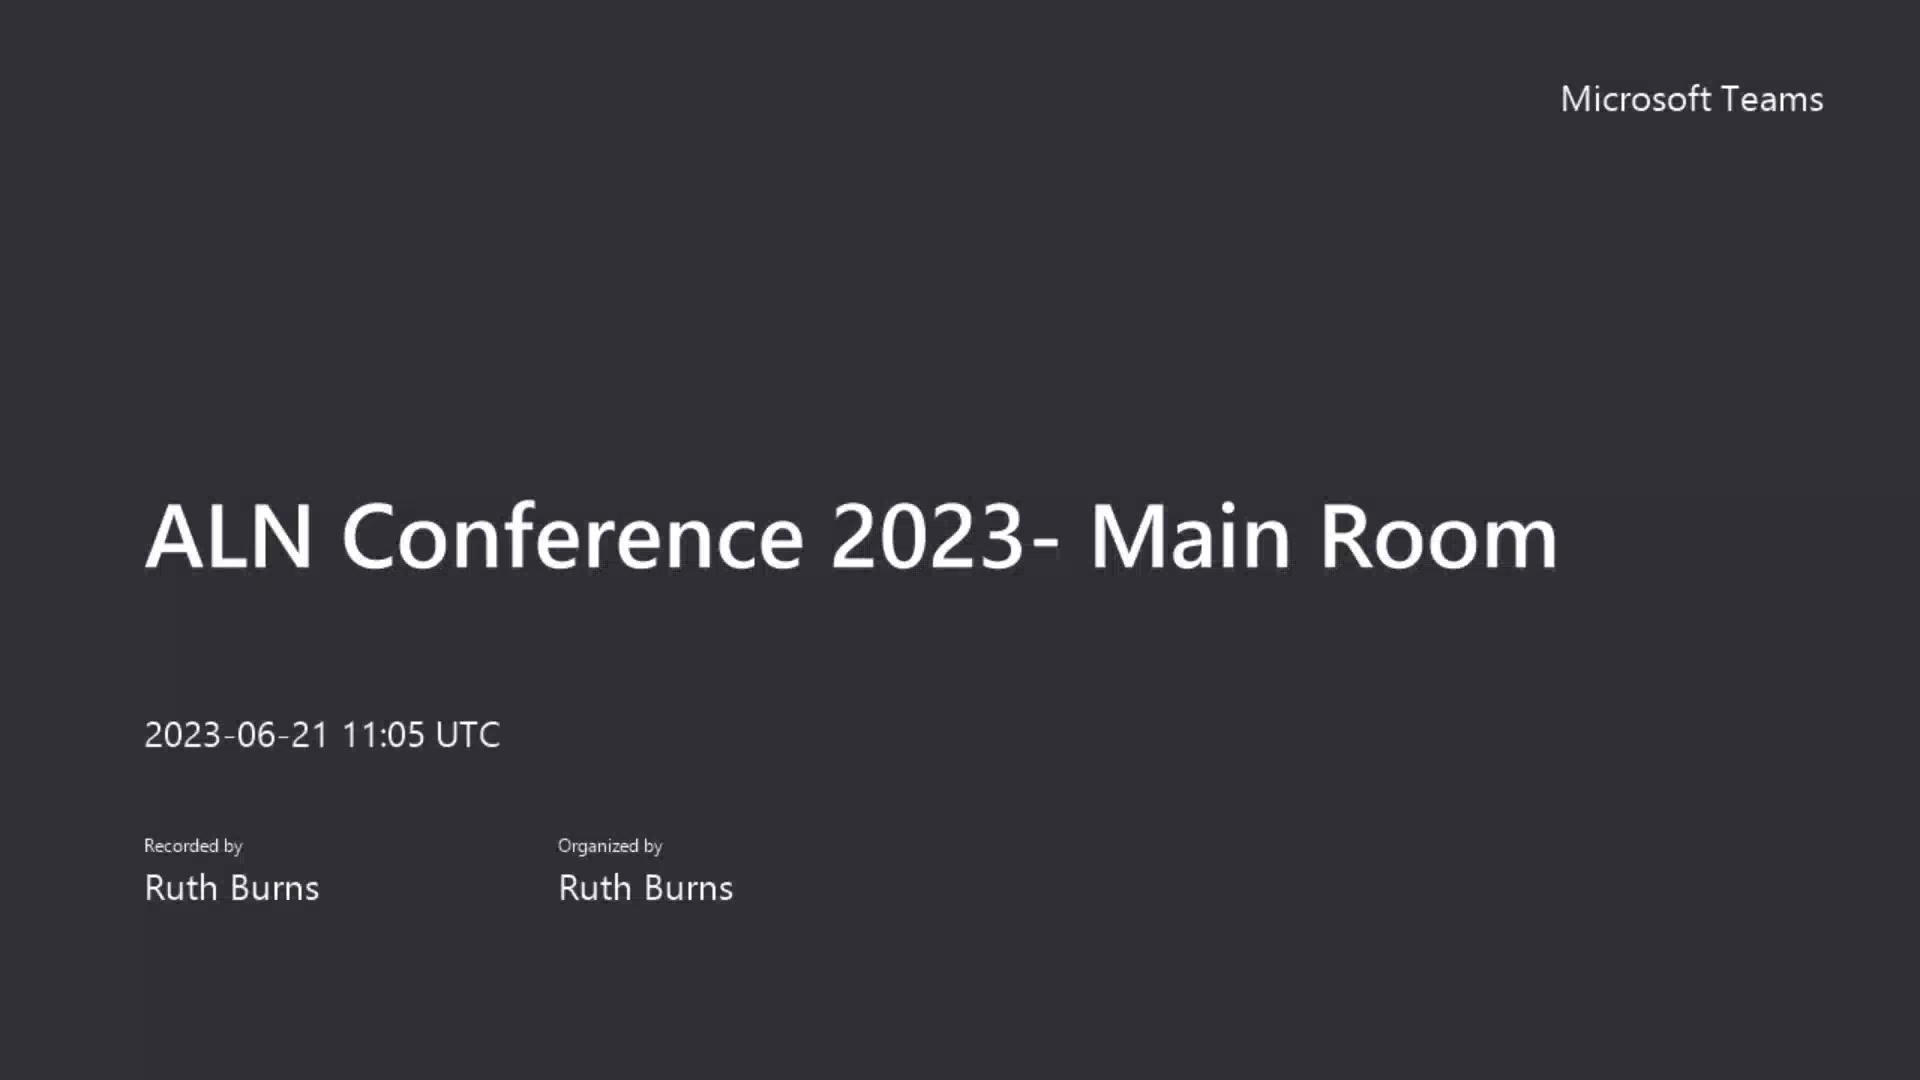 Microsoft Teams
ALN Conference 2023- Main Room
2023-06-21 11:05 UTC
Recorded by
Organized by
Ruth Burns
Ruth Burns